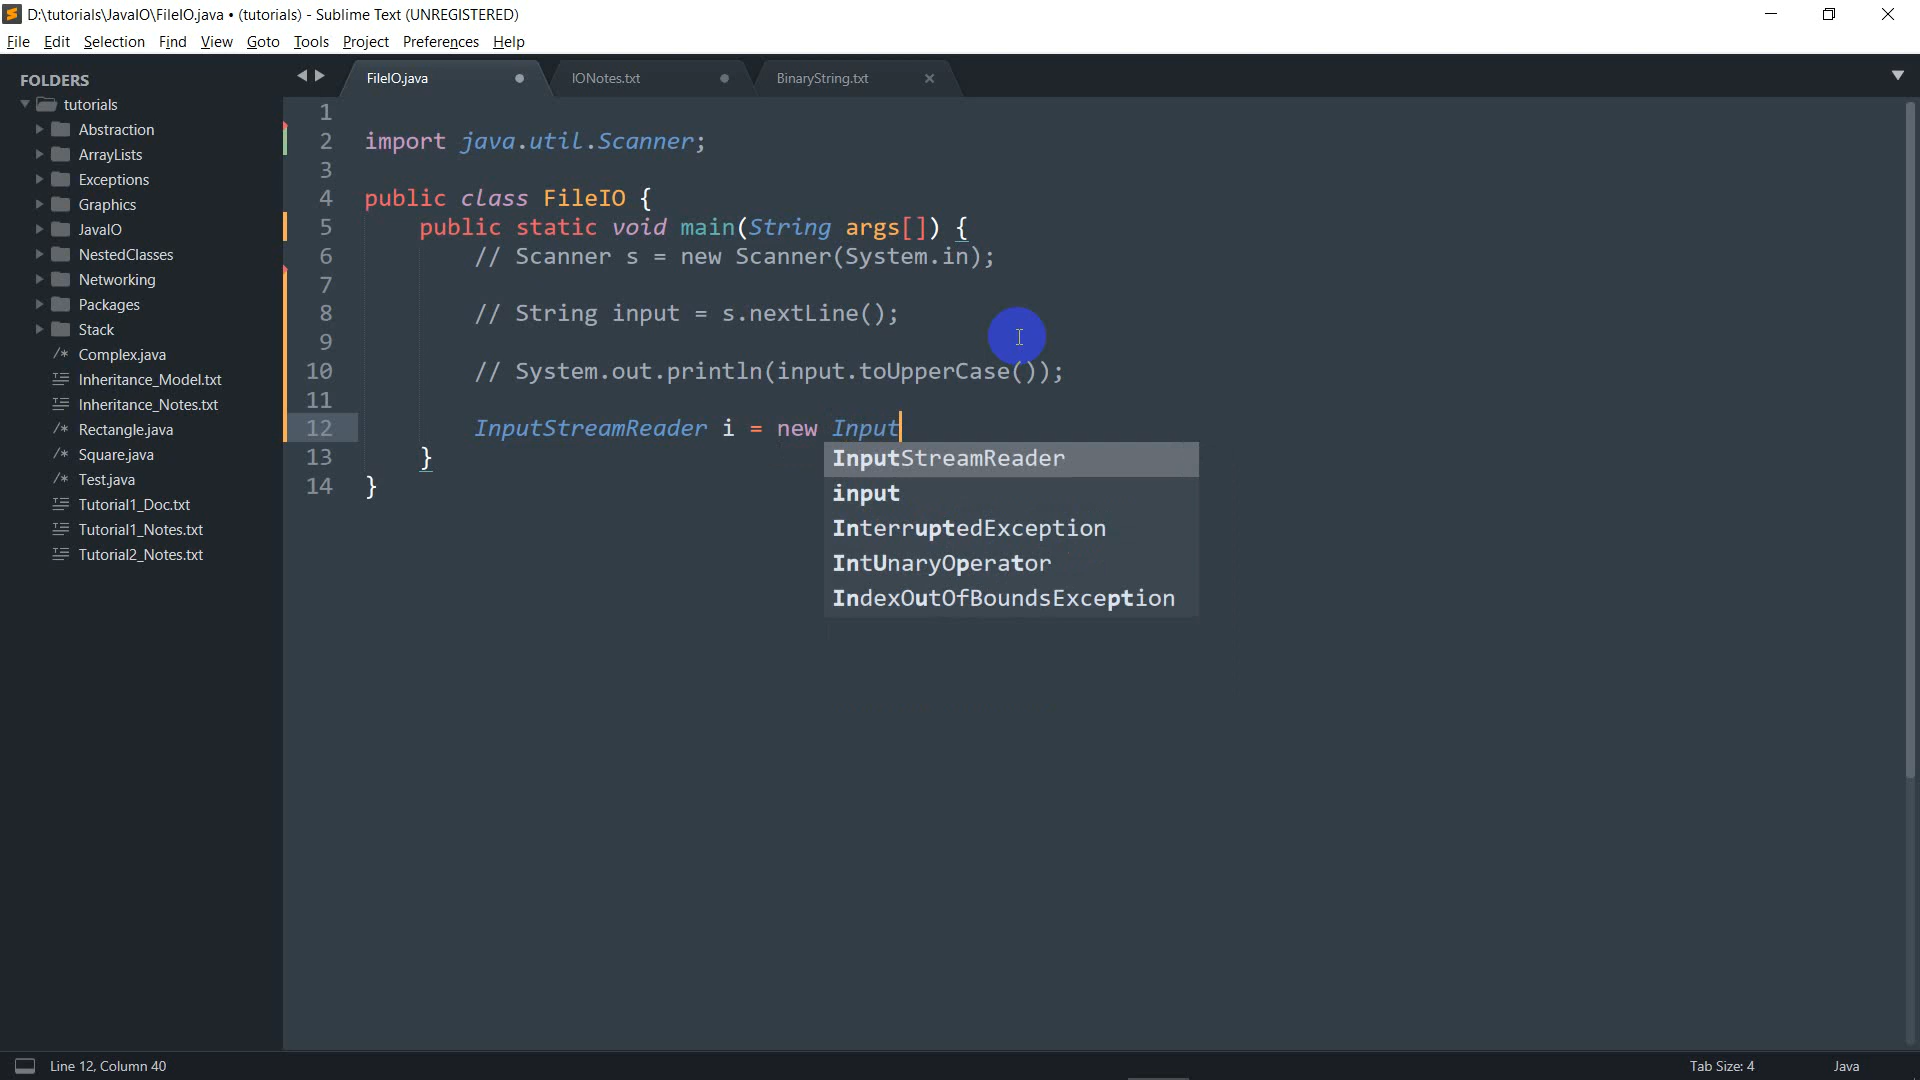 D:\tutorials\JavaIO\FileIO.java • (tutorials) - Sublime Text (UNREGISTERED)
File Edit Selection Find View Goto Tools Project Preferences Help
FOLDERS
tutorials
Abstraction
ArrayLists
Exceptions
Graphics
JavaIO
NestedClasses
Networking
Packages
Stack
/* Complex.java
Inheritance_Model.txt
Inheritance_Notes.txt
/* Rectangle.java
/* Square.java
/* Test.java
Tutorial1_Doc.txt
Tutorial1_Notes.txt
Tutorial2_Notes.txt
FileIO.java IONotes.txt BinaryString.txt
1
2 import java.util.Scanner;
3
4 public class FileIO {
5 public static void main(String args[]) {
6 // Scanner s = new Scanner(System.in);
7
8 // String input = s.nextLine();
9
10 // System.out.println(input.toUpperCase());
11
12 InputStreamReader i = new Input
13 }
14 }
InputStreamReader
input
InterruptedException
IntUnaryOperator
IndexOutOfBoundsException
Line 12, Column 40 Tab Size: 4 Java